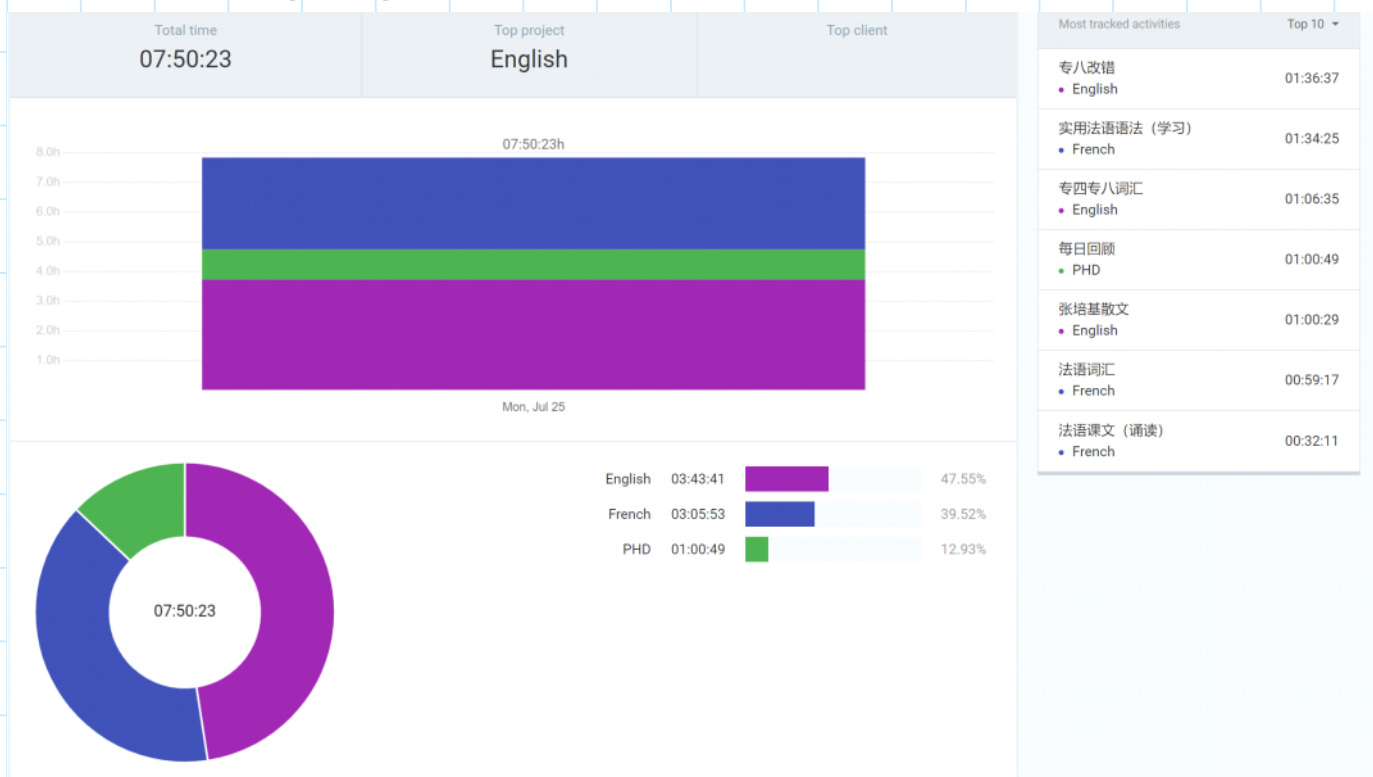 Total time
07:50:23
Top project
English
Top client
07:50:23h
8.0h
7.0h
6.0h
5.0h
4.0h
3.0h
2.0h
1.0h
Mon, Jul 25
07:50:23
English 03:43:41 47.55%
French 03:05:53 39.52%
PHD 01:00:49 12.93%
Most tracked activities Top 10
专八改错
English
01:36:37
实用法语语法（学习）
French
01:34:25
专四专八词汇
English
01:06:35
每日回顾
PHD
01:00:49
张培基散文
English
01:00:29
法语词汇
French
00:59:17
法语课文（诵读）
French
00:32:11